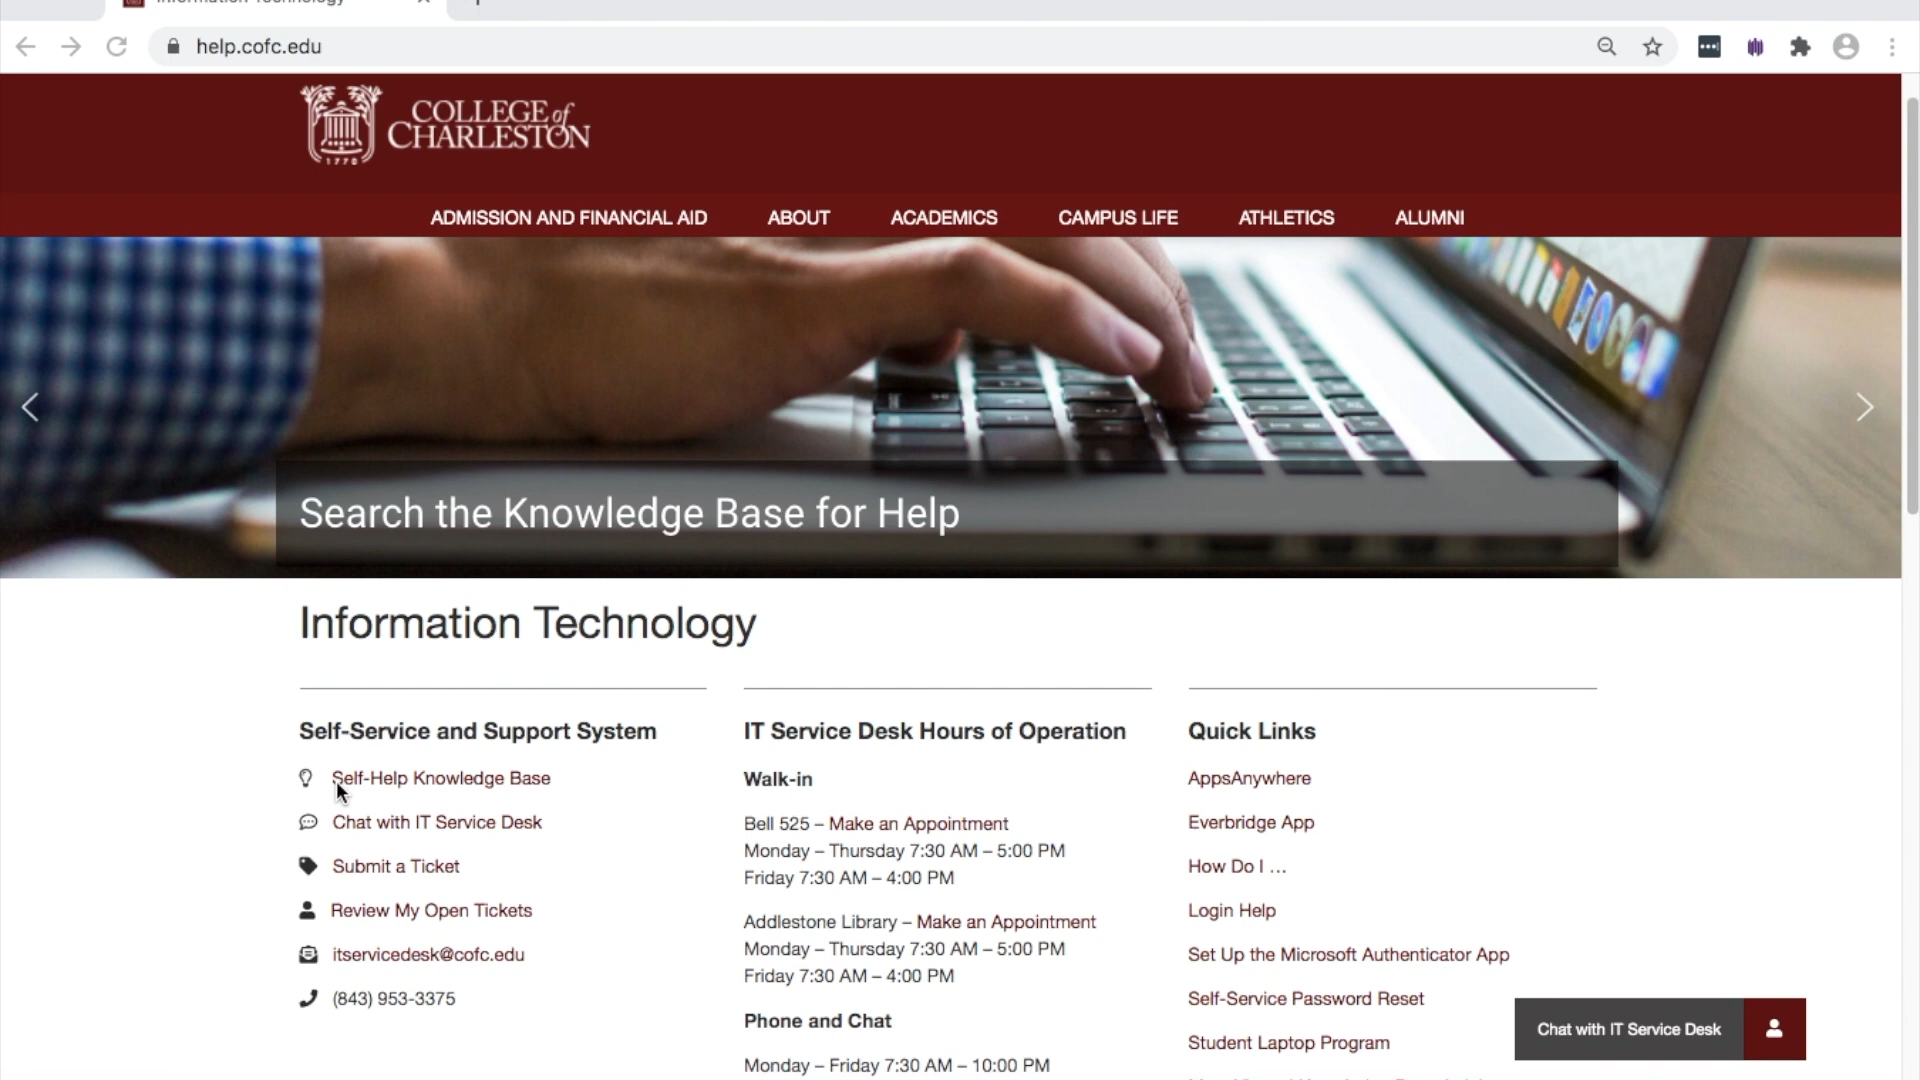 Information Technology
help.cofc.edu
COLLEGE of
CHARLESTON
1770
ADMISSION AND FINANCIAL AID
ABOUT
ACADEMICS
CAMPUS LIFE
ATHLETICS
ALUMNI
Search the Knowledge Base for Help
Information Technology
Self-Service and Support System
Self-Help Knowledge Base
Chat with IT Service Desk
Submit a Ticket
Review My Open Tickets
itservicedesk@cofc.edu
(843) 953-3375
IT Service Desk Hours of Operation
Walk-in
Bell 525 – Make an Appointment
Monday – Thursday 7:30 AM – 5:00 PM
Friday 7:30 AM – 4:00 PM
Addlestone Library – Make an Appointment
Monday – Thursday 7:30 AM – 5:00 PM
Friday 7:30 AM – 4:00 PM
Phone and Chat
Monday – Friday 7:30 AM – 10:00 PM
Quick Links
AppsAnywhere
Everbridge App
How Do I …
Login Help
Set Up the Microsoft Authenticator App
Self-Service Password Reset
Student Laptop Program
Chat with IT Service Desk